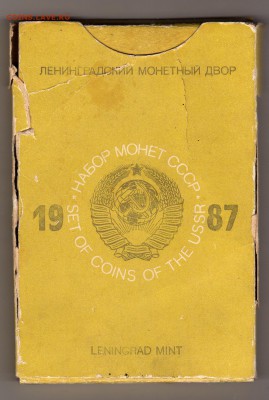 ЛЕНИНГРАДСКИЙ МОНЕТНЫЙ ДВОР
• НАБОР МОНЕТ СССР •
19 87
SET OF COINS OF THE USSR
LENINGRAD MINT